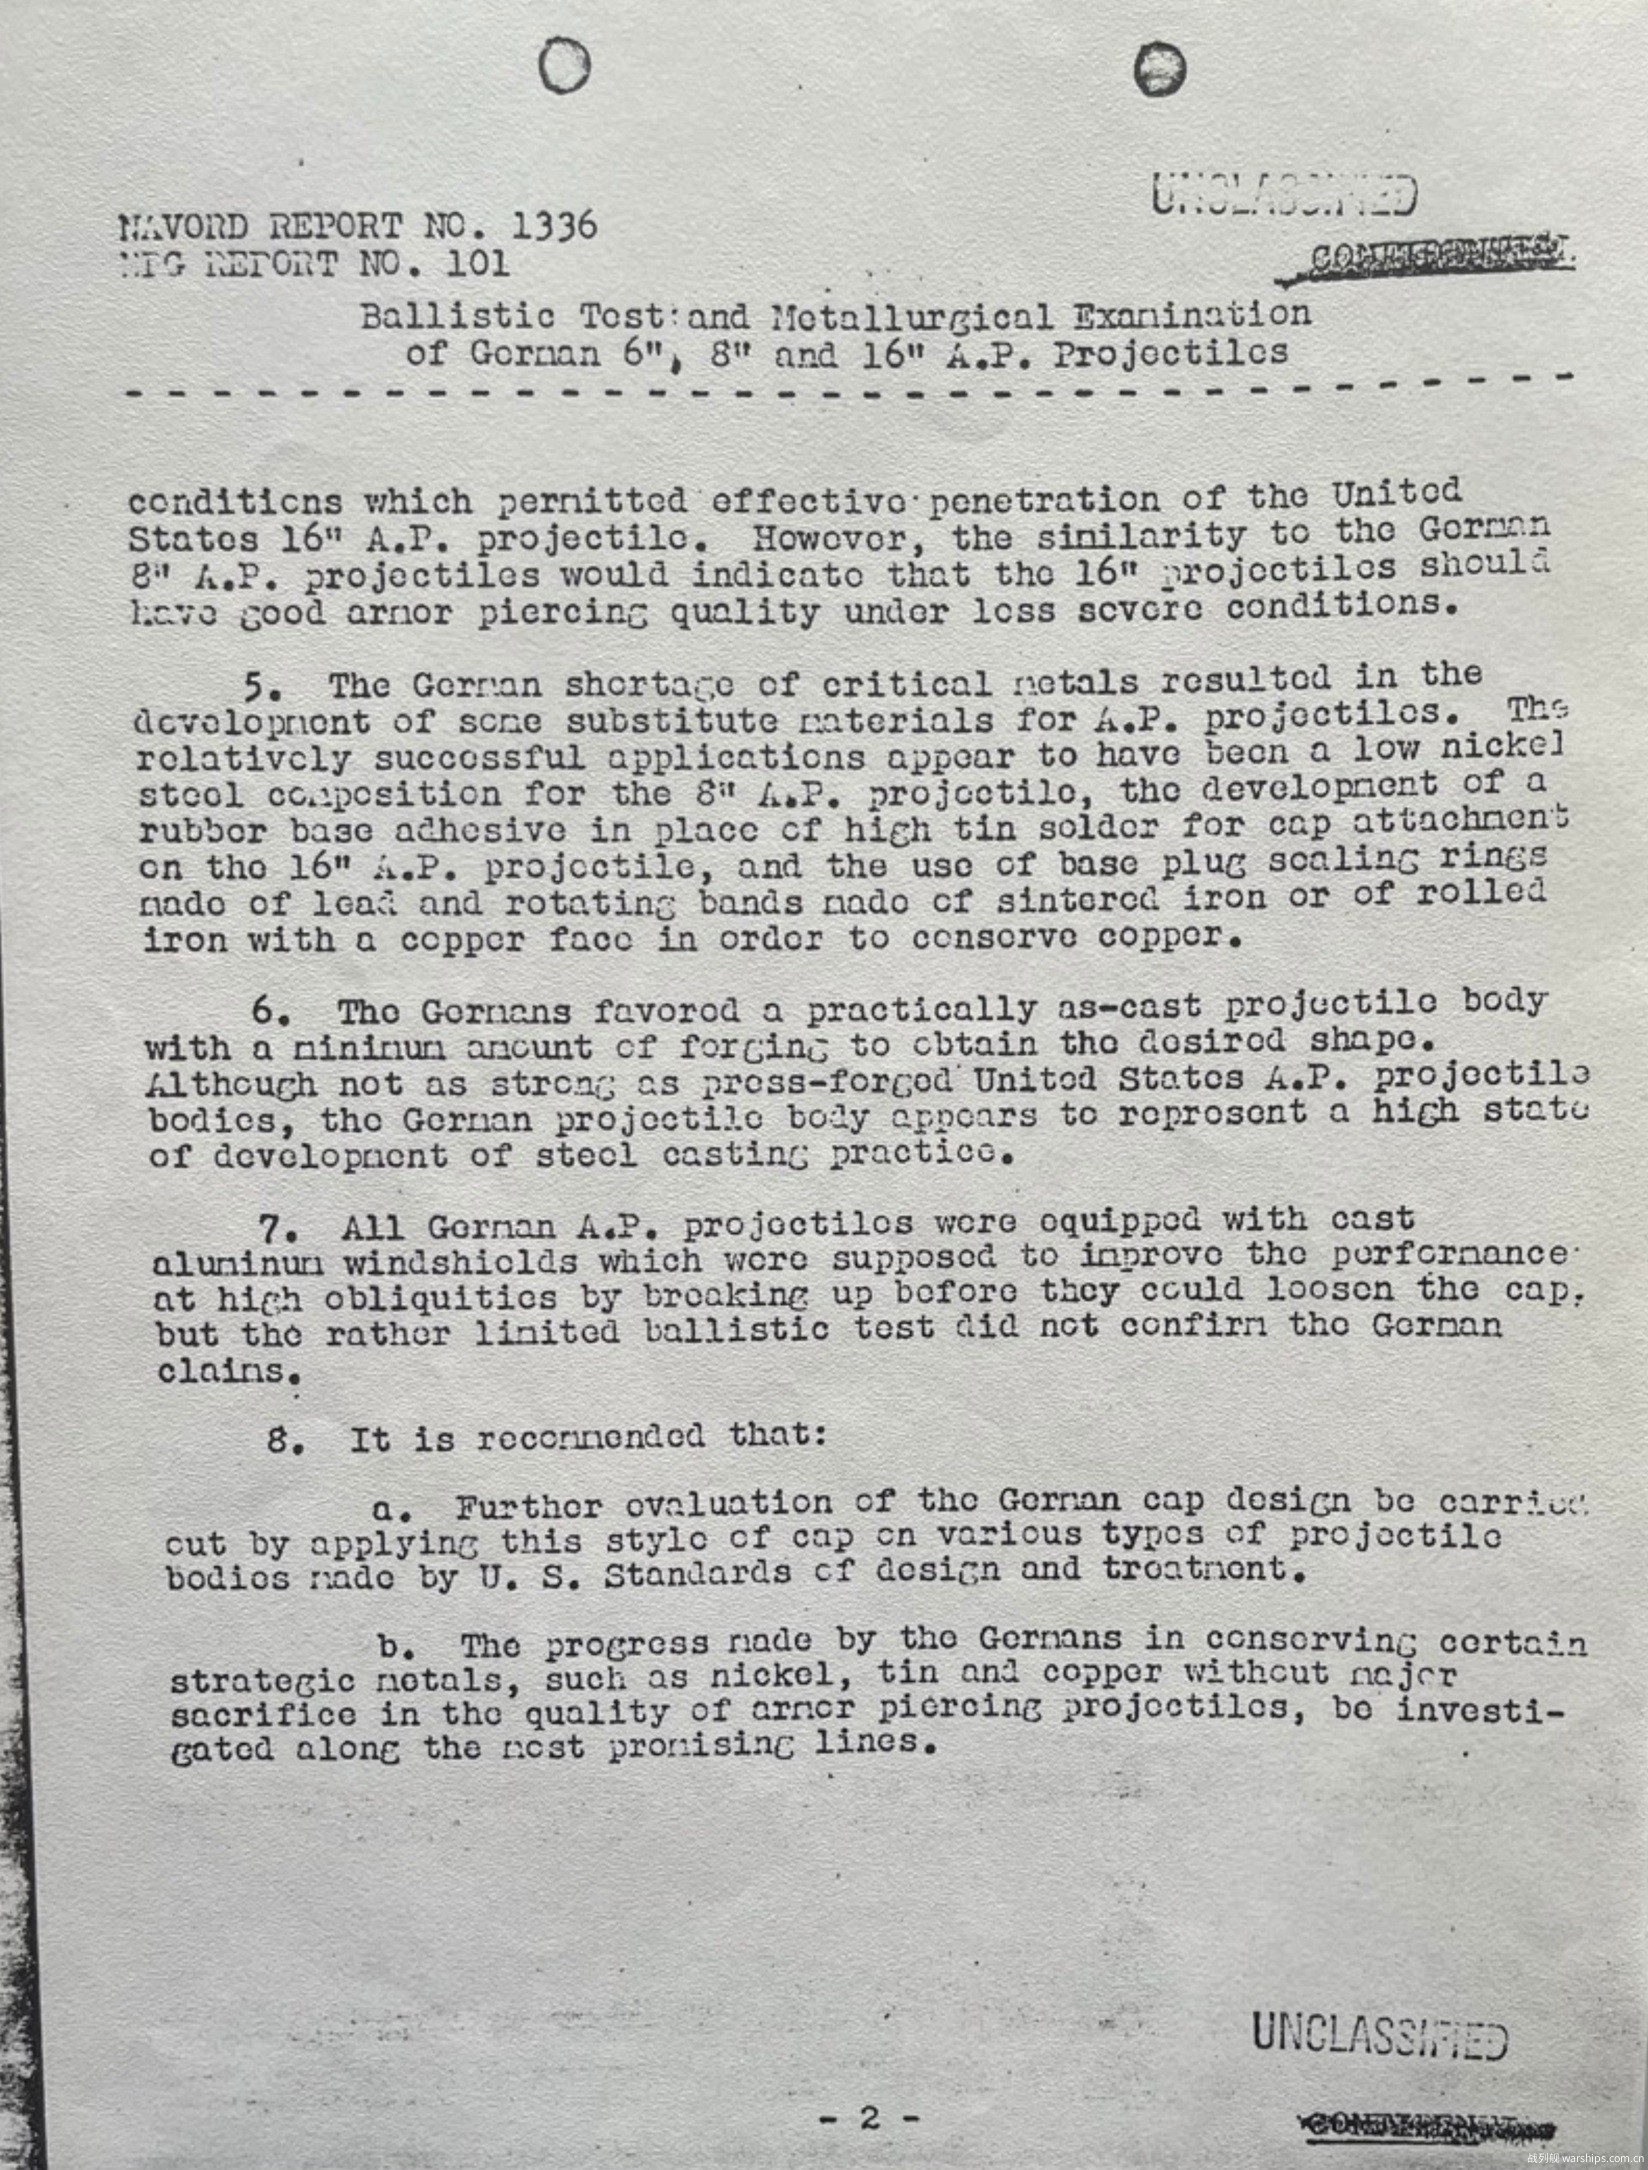 UNCLASSIFIED
NAVORD REPORT NO. 1336
CONFIDENTIAL
REPORT NO. 101
Ballistic Test and Metallurgical Examination
of German 6", 8" and 16" A.P. Projectiles
- - - - - - - - - - - - - - - - - - - - - - - - - - - - - - - - - -
conditions which permitted effective penetration of the United
States 16" A.P. projectile. However, the similarity to the German
8" A.P. projectiles would indicate that the 16" projectiles should
have good armor piercing quality under less severe conditions.
5. The German shortage of critical metals resulted in the
development of some substitute materials for A.P. projectiles. The
relatively successful applications appear to have been a low nickel
steel composition for the 8" A.P. projectile, the development of a
rubber base adhesive in place of high tin solder for cap attachment
on the 16" A.P. projectile, and the use of base plug sealing rings
made of lead and rotating bands made of sintered iron or of rolled
iron with a copper face in order to conserve copper.
6. The Germans favored a practically as-cast projectile body
with a minimum amount of forging to obtain the desired shape.
Although not as strong as press-forged United States A.P. projectile
bodies, the German projectile body appears to represent a high state
of development of steel casting practice.
7. All German A.P. projectiles were equipped with cast
aluminum windshields which were supposed to improve the performance
at high obliquities by breaking up before they could loosen the cap,
but the rather limited ballistic test did not confirm the German
claims.
8. It is recommended that:
a. Further evaluation of the German cap design be carried
out by applying this style of cap on various types of projectile
bodies made by U. S. Standards of design and treatment.
b. The progress made by the Germans in conserving certain
strategic metals, such as nickel, tin and copper without major
sacrifice in the quality of armor piercing projectiles, be investi-
gated along the most promising lines.
UNCLASSIFIED
- 2 -
CONFIDENTIAL
战列舰 warships.com.cn